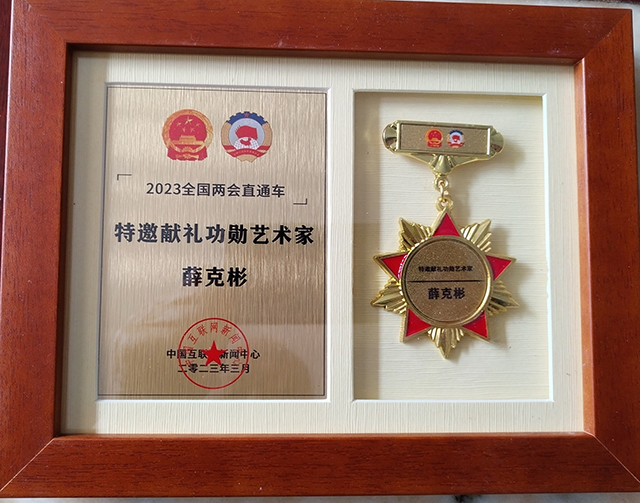 2023全国两会直通车
特邀献礼功勋艺术家
薛克彬
中国互联网新闻中心
二零二三年三月
特邀献礼功勋艺术家
薛克彬